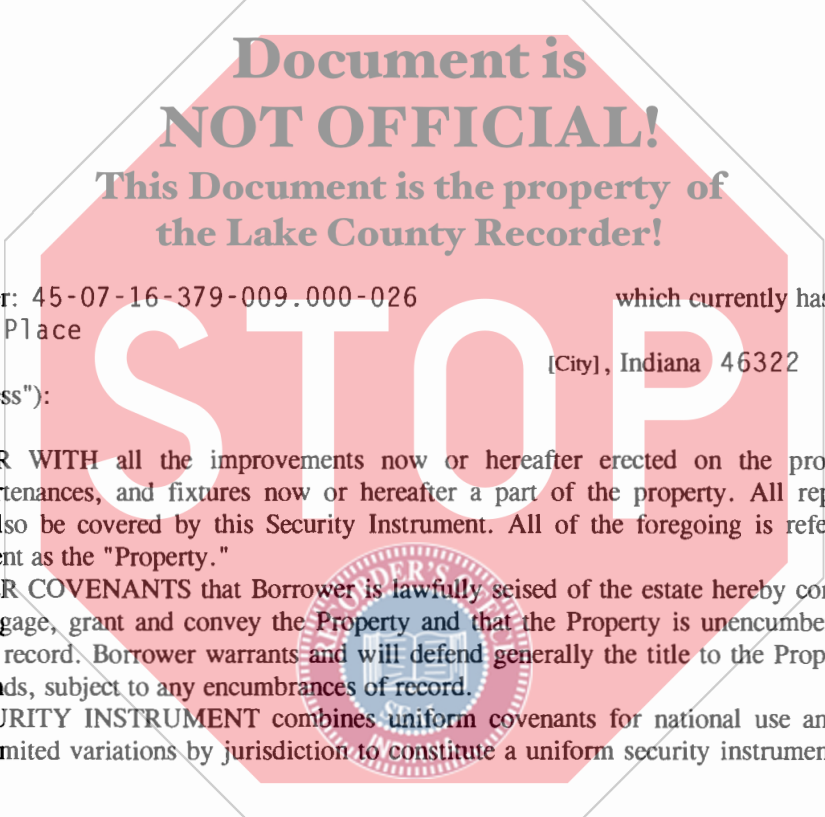 Document is
NOT OFFICIAL!
This Document is the property of
the Lake County Recorder!
r: 45-07-16-379-009.000-026 which currently has
Place
[City], Indiana 46322
ss"):
STOP
R WITH all the improvements now or hereafter erected on the pro
rtenances, and fixtures now or hereafter a part of the property. All rep
lso be covered by this Security Instrument. All of the foregoing is refe
ent as the "Property."
ER COVENANTS that Borrower is lawfully seised of the estate hereby con
gage, grant and convey the Property and that the Property is unencumbe
record. Borrower warrants and will defend generally the title to the Prop
nds, subject to any encumbrances of record.
URITY INSTRUMENT combines uniform covenants for national use an
mited variations by jurisdiction to constitute a uniform security instrumen
SEAL
INDIANA